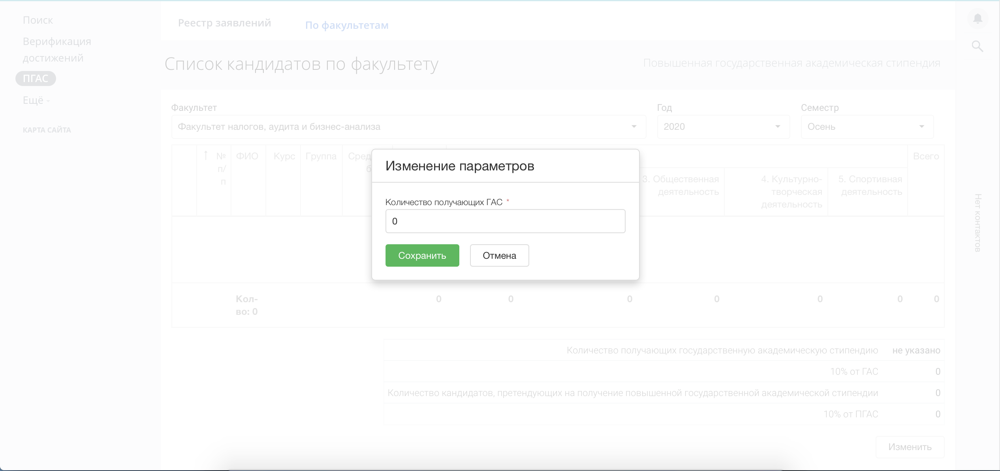 Поиск
Верификация
достижений
ПГАС
Ещё
КАРТА САЙТА
Реестр заявлений
По факультетам
Список кандидатов по факультету
Повышенная государственная академическая стипендия
Факультет
Год
Семестр
Факультет налогов, аудита и бизнес-анализа
2020
Осень
№
п/
п
ФИО
Курс
Группа
Всего
3. Общественная
деятельность
4. Культурно-
творческая
деятельность
5. Спортивная
деятельность
Изменение параметров
Количество получающих ГАС *
0
Сохранить
Отмена
Кол-
во: 0
0 0 0 0 0 0 0
Количество получающих государственную академическую стипендию не указано
10% от ГАС 0
Количество кандидатов, претендующих на получение повышенной государственной академической стипендии 0
10% от ПГАС 0
Изменить
Нет контактов